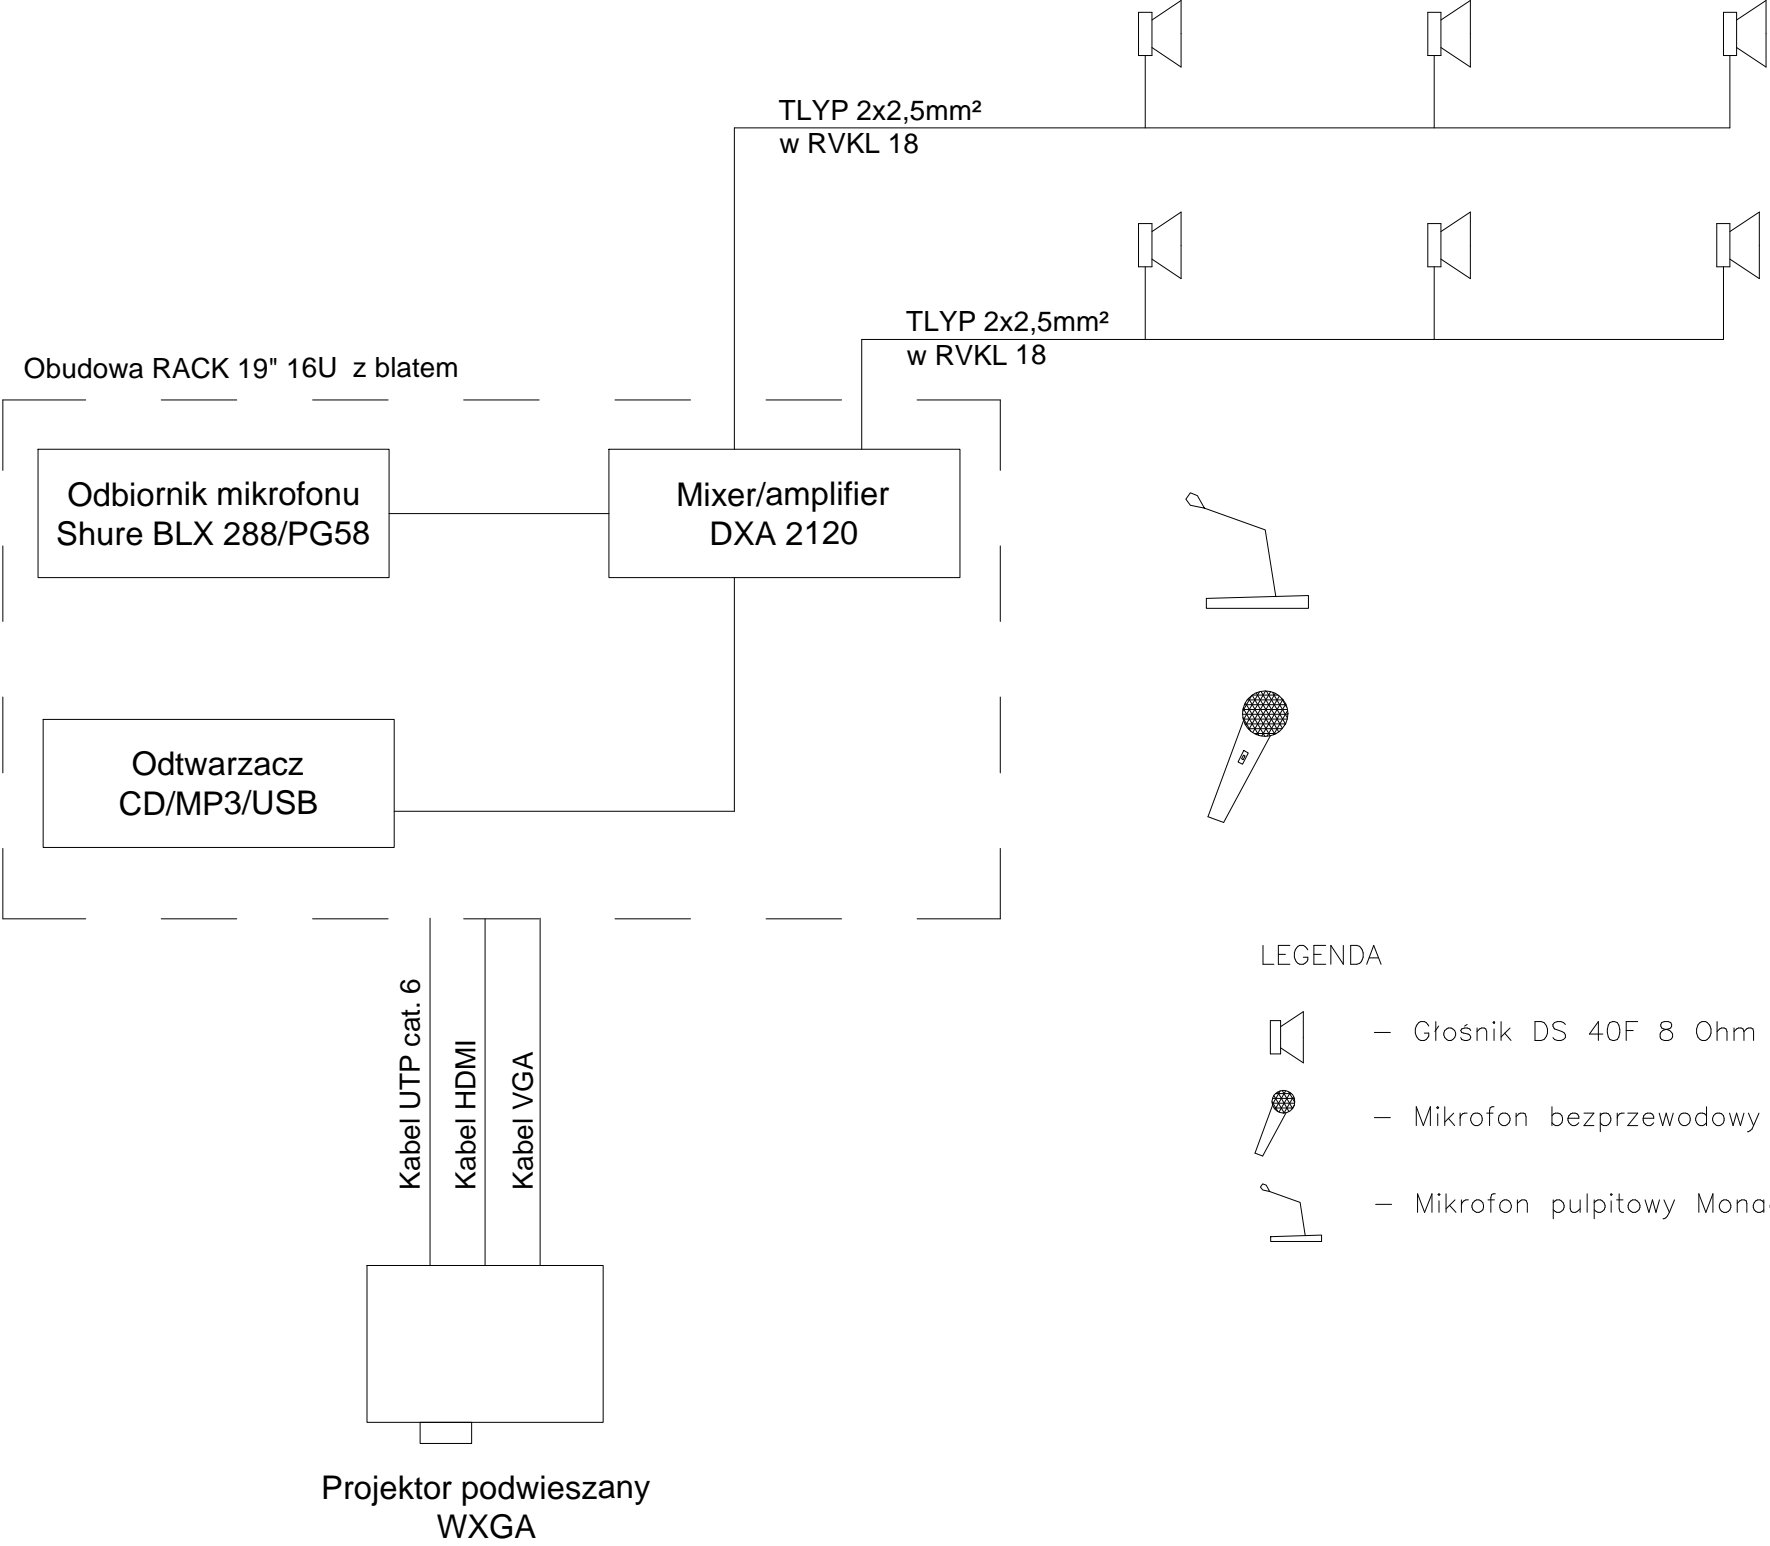 TLYP 2x2,5mm²
w RVKL 18
TLYP 2x2,5mm²
w RVKL 18
Obudowa RACK 19" 16U z blatem
Odbiornik mikrofonu
Shure BLX 288/PG58
Mixer/amplifier
DXA 2120
Odtwarzacz
CD/MP3/USB
Kabel UTP cat. 6
Kabel HDMI
Kabel VGA
LEGENDA
– Głośnik DS 40F 8 Ohm
– Mikrofon bezprzewodowy
– Mikrofon pulpitowy
Projektor podwieszany
WXGA